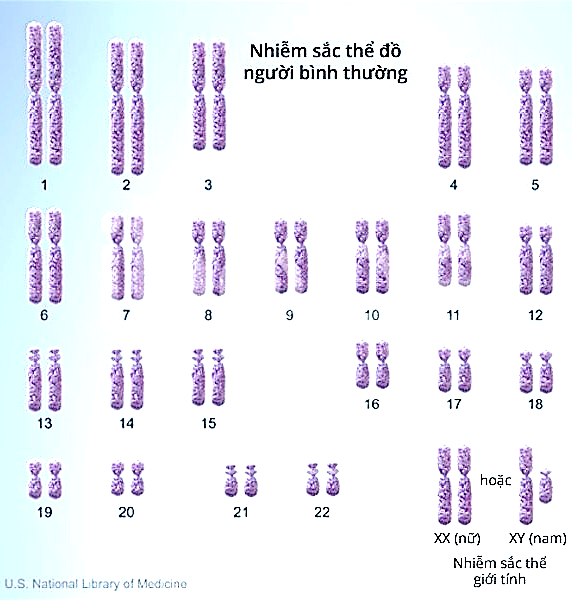 Nhiễm sắc thể đồ
người bình thường
1 2 3 4 5
6 7 8 9 10 11 12
13 14 15 16 17 18
19 20 21 22
hoặc
XX (nữ) XY (nam)
Nhiễm sắc thể
giới tính
U.S. National Library of Medicine